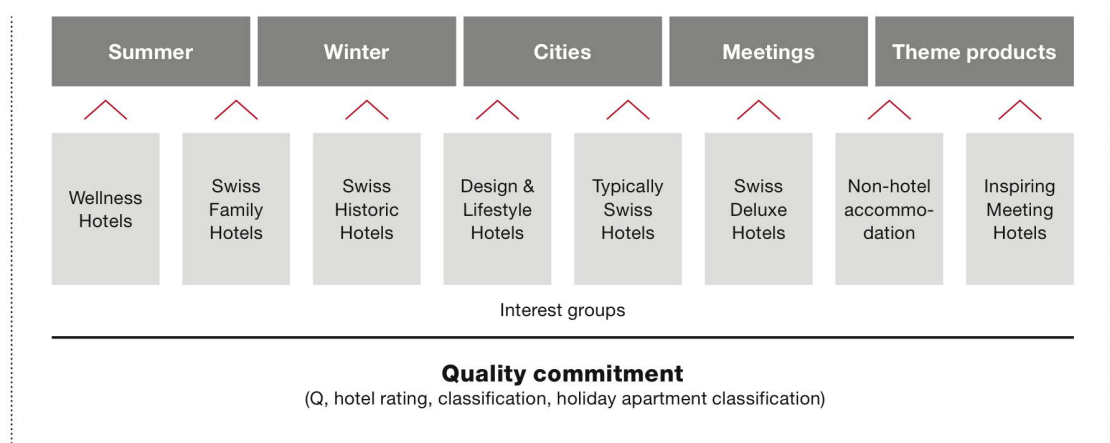 Summer Winter Cities Meetings Theme products
Wellness
Hotels
Swiss
Family
Hotels
Swiss
Historic
Hotels
Design &
Lifestyle
Hotels
Typically
Swiss
Hotels
Swiss
Deluxe
Hotels
Non-hotel
accommo-
dation
Inspiring
Meeting
Hotels
Interest groups
Quality commitment
(Q, hotel rating, classification, holiday apartment classification)